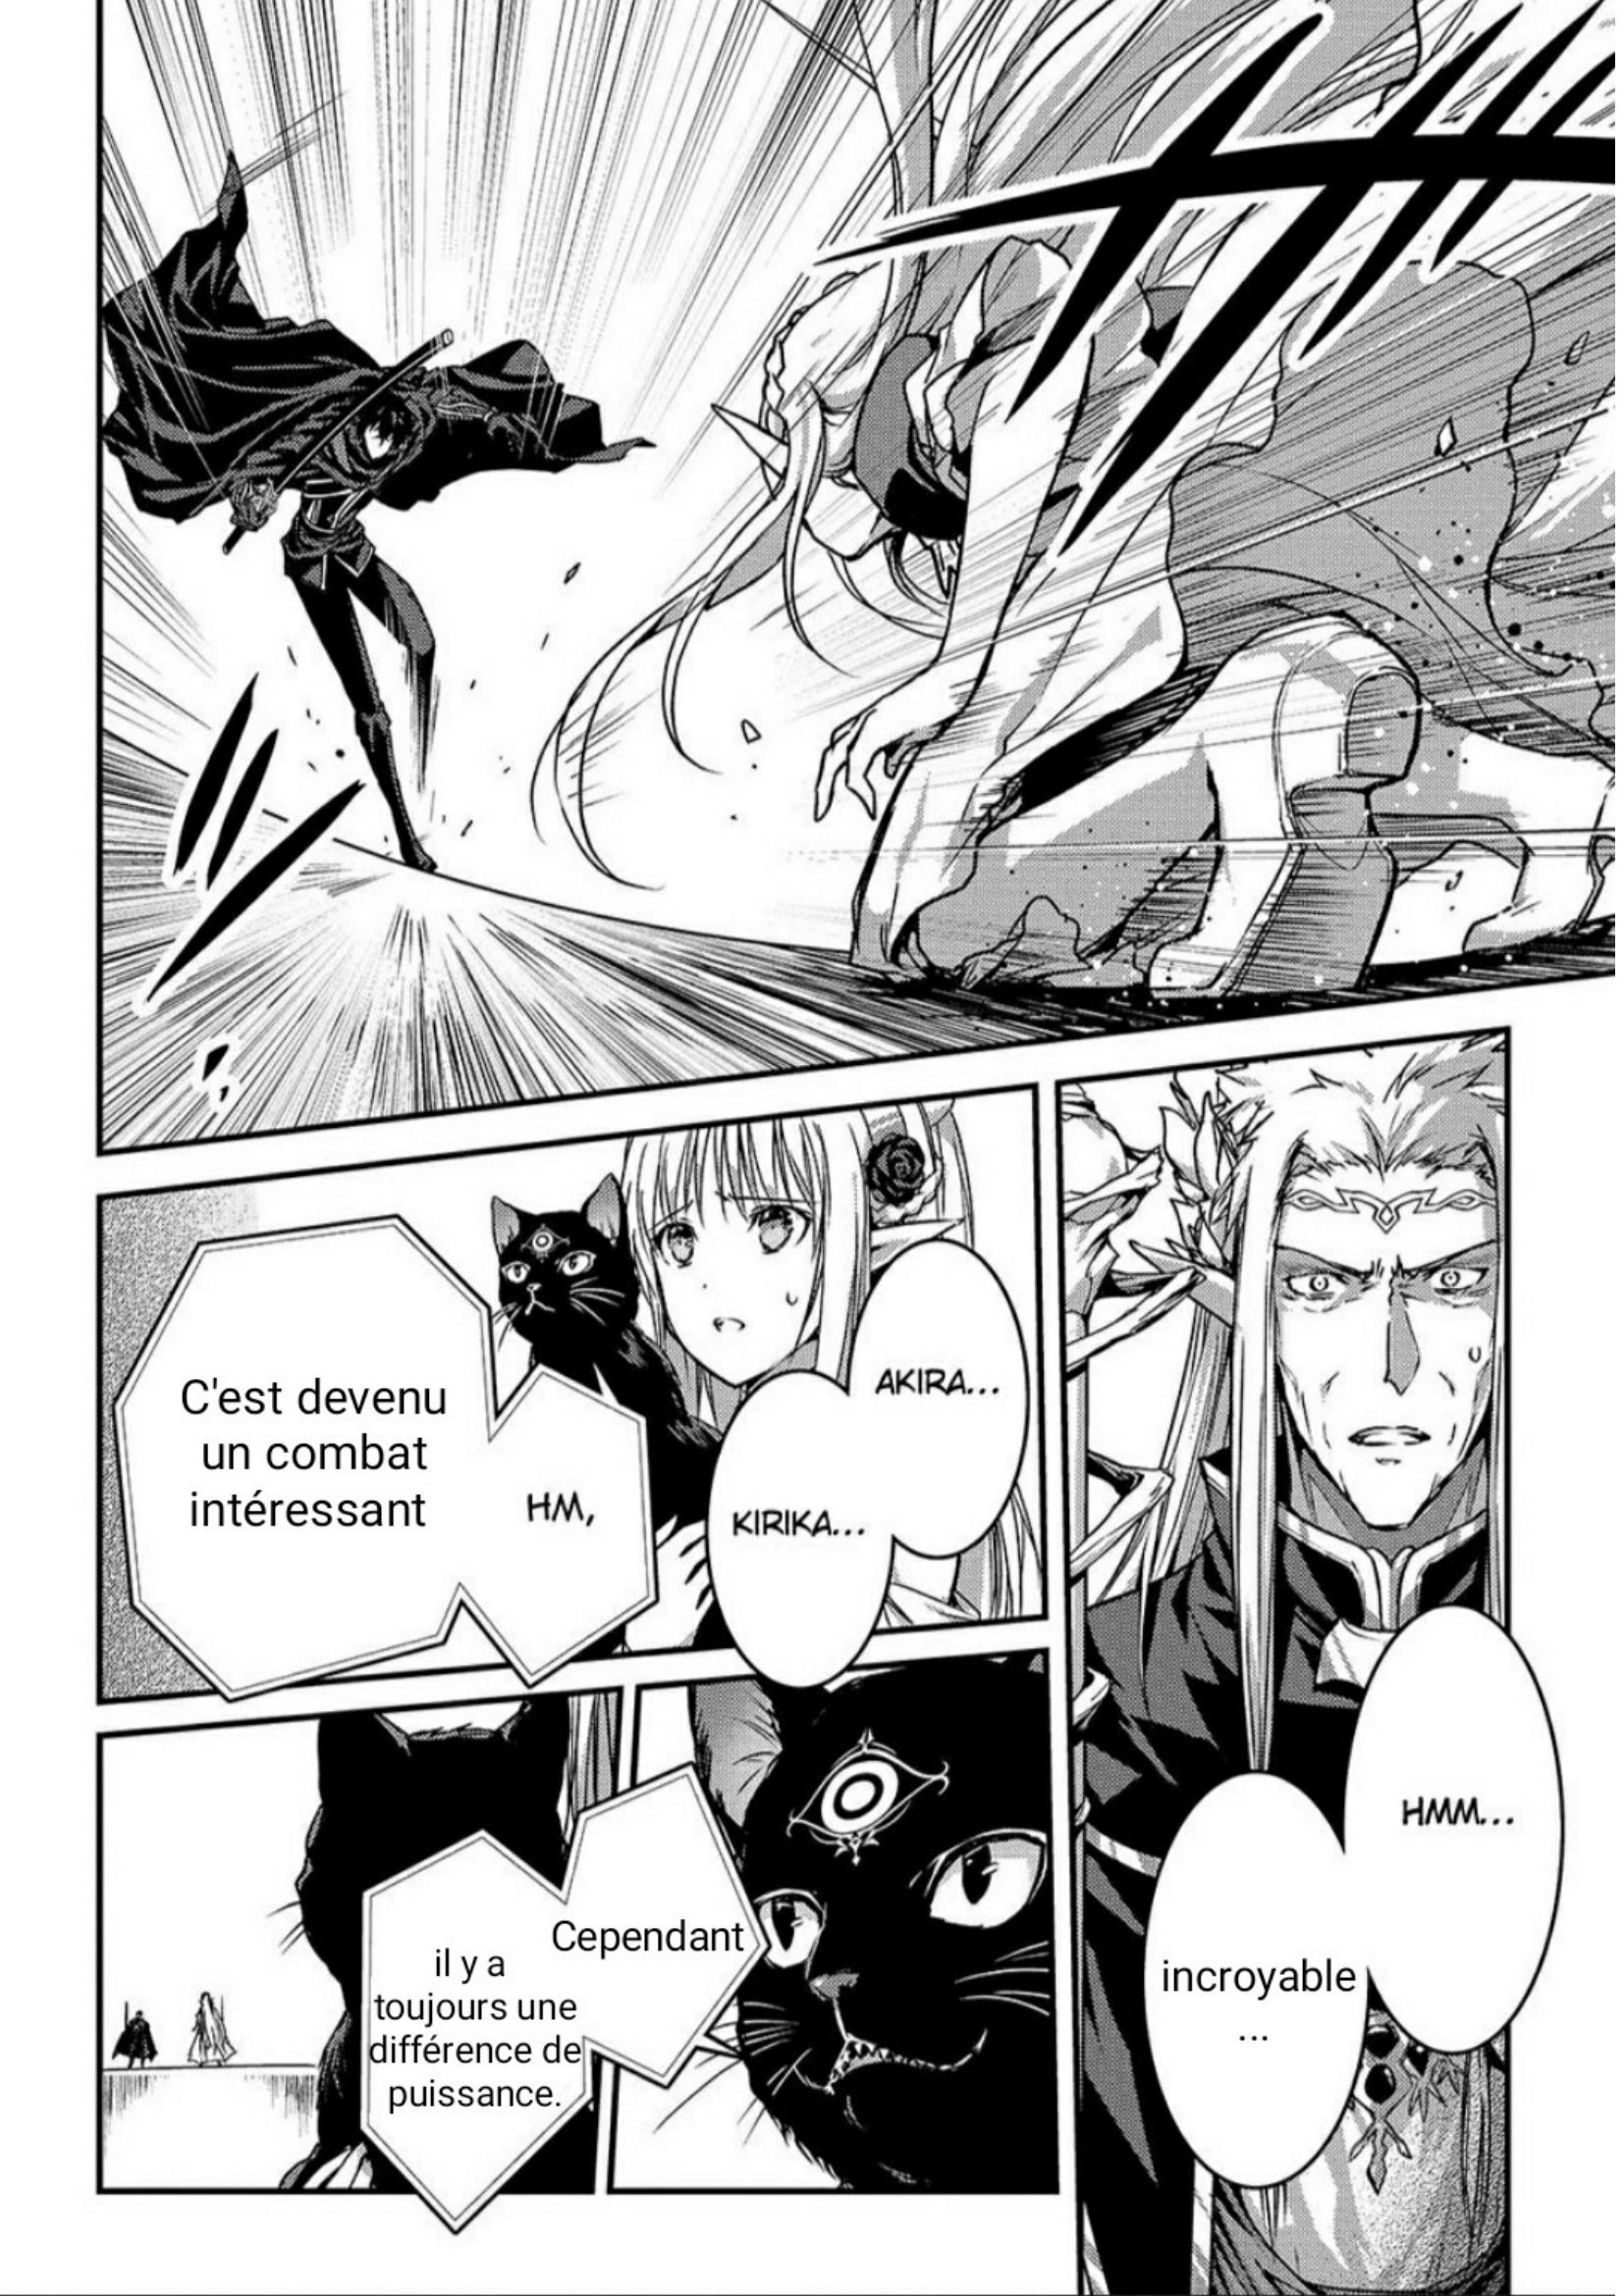 HMM...
incroyable
...
AKIRA...
KIRIKA...
HM,
C'est devenu
un combat
intéressant
Cependant
il y a
toujours une
différence de
puissance.